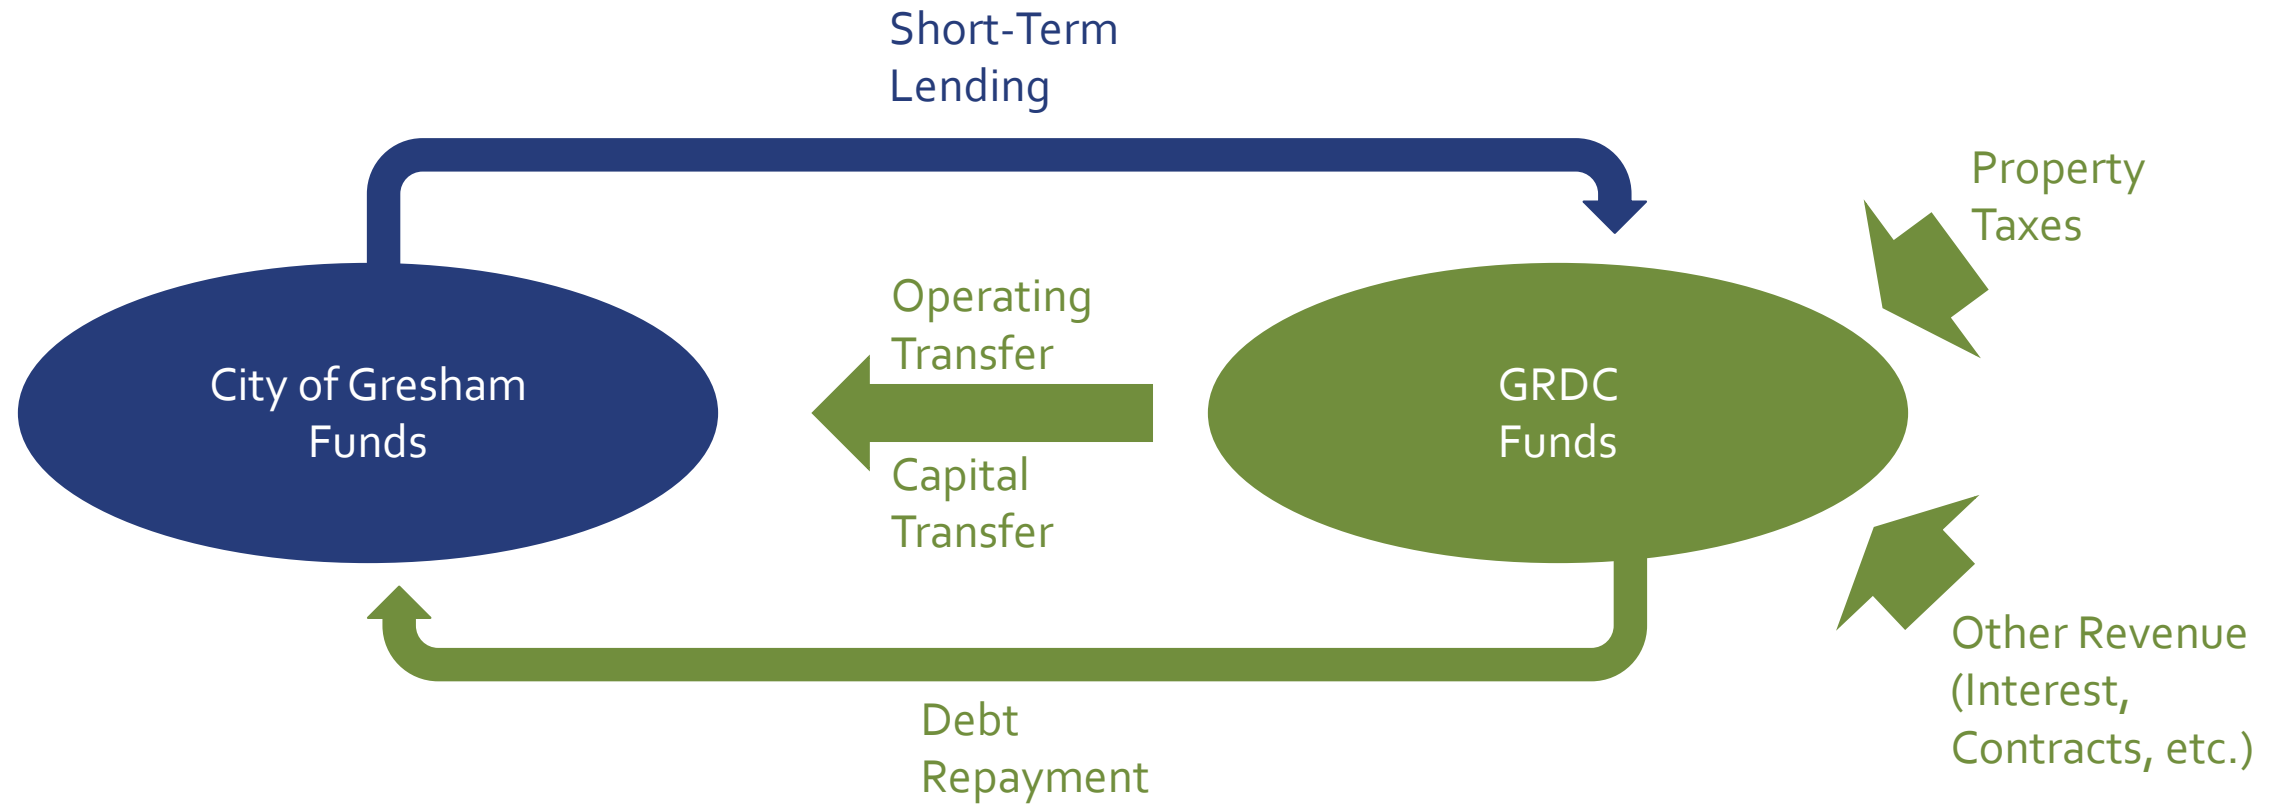 Short-Term
Lending
Property
Taxes
Operating
Transfer
City of Gresham
Funds
GRDC
Funds
Capital
Transfer
Other Revenue
(Interest,
Contracts, etc.)
Debt
Repayment